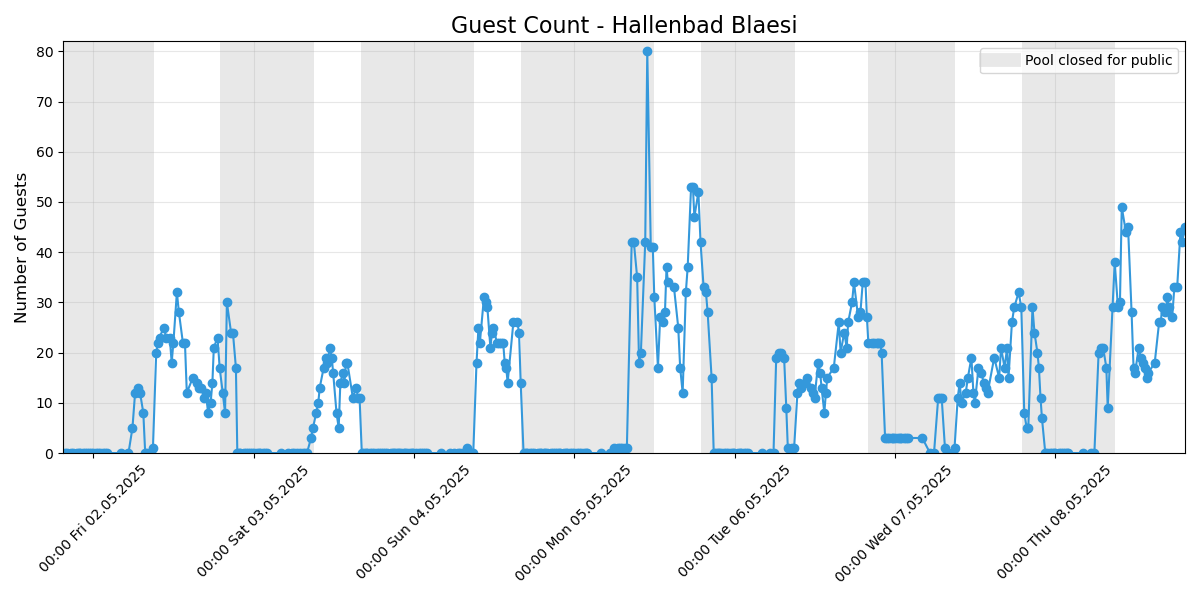 Guest Count - Hallenbad Blaesi
Pool closed for public
Number of Guests
80
70
60
50
40
30
20
10
0
00:00 Fri 02.05.2025
00:00 Sat 03.05.2025
00:00 Sun 04.05.2025
00:00 Mon 05.05.2025
00:00 Tue 06.05.2025
00:00 Wed 07.05.2025
00:00 Thu 08.05.2025